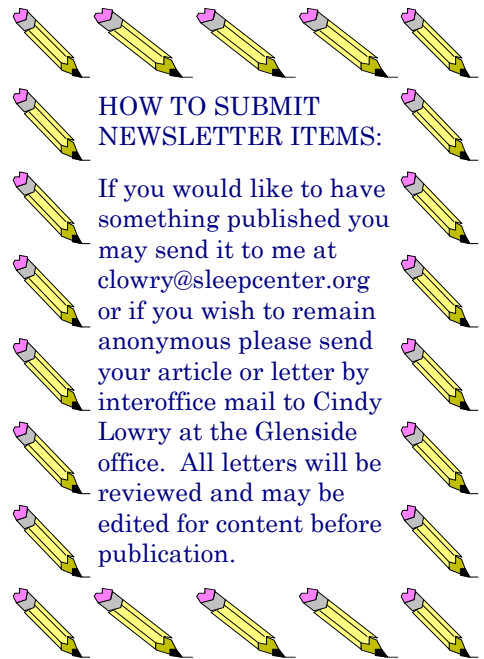 HOW TO SUBMIT
NEWSLETTER ITEMS:
If you would like to have
something published you
may send it to me at
clowry@sleepcenter.org
or if you wish to remain
anonymous please send
your article or letter by
interoffice mail to Cindy
Lowry at the Glenside
office.  All letters will be
reviewed and may be
edited for content before
publication.